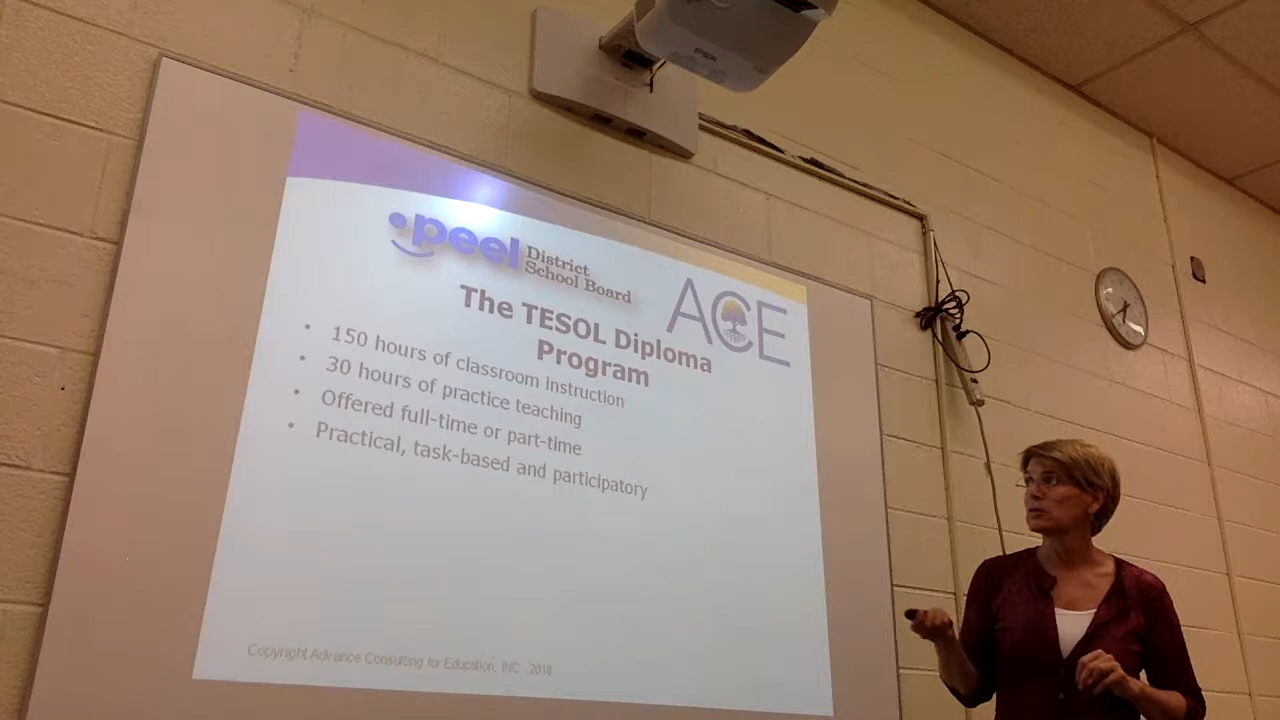 EPSON
peel
District
School Board
ACE
The TESOL Diploma
Program
• 150 hours of classroom instruction
• 30 hours of practice teaching
• Offered full-time or part-time
• Practical, task-based and participatory
Copyright Advance Consulting for Education, INC 2018